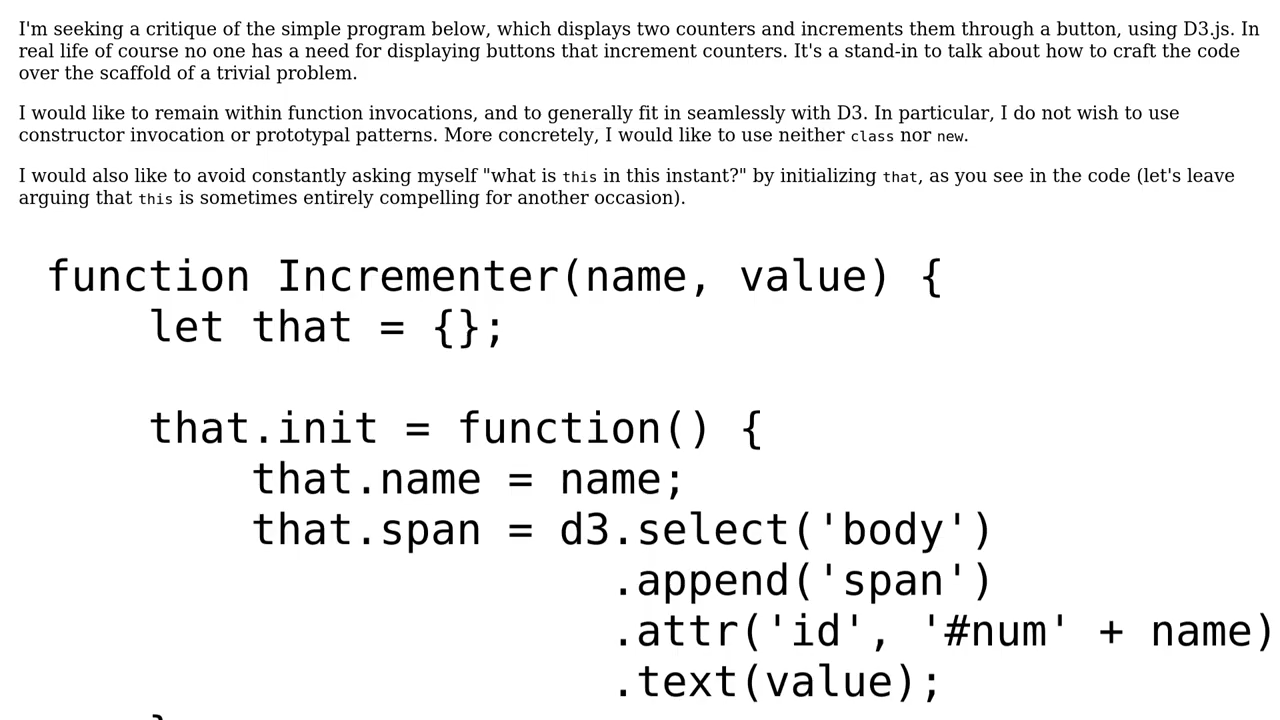 I'm seeking a critique of the simple program below, which displays two counters and increments them through a button, using D3.js. In
real life of course no one has a need for displaying buttons that increment counters. It's a stand-in to talk about how to craft the code
over the scaffold of a trivial problem.
I would like to remain within function invocations, and to generally fit in seamlessly with D3. In particular, I do not wish to use
constructor invocation or prototypal patterns. More concretely, I would like to use neither class nor new.
I would also like to avoid constantly asking myself "what is this in this instant?" by initializing that, as you see in the code (let's leave
arguing that this is sometimes entirely compelling for another occasion).
function Incrementer(name, value) {
let that = {};
that.init = function() {
that.name = name;
that.span = d3.select('body')
.append('span')
.attr('id', '#num' + name)
.text(value);
}